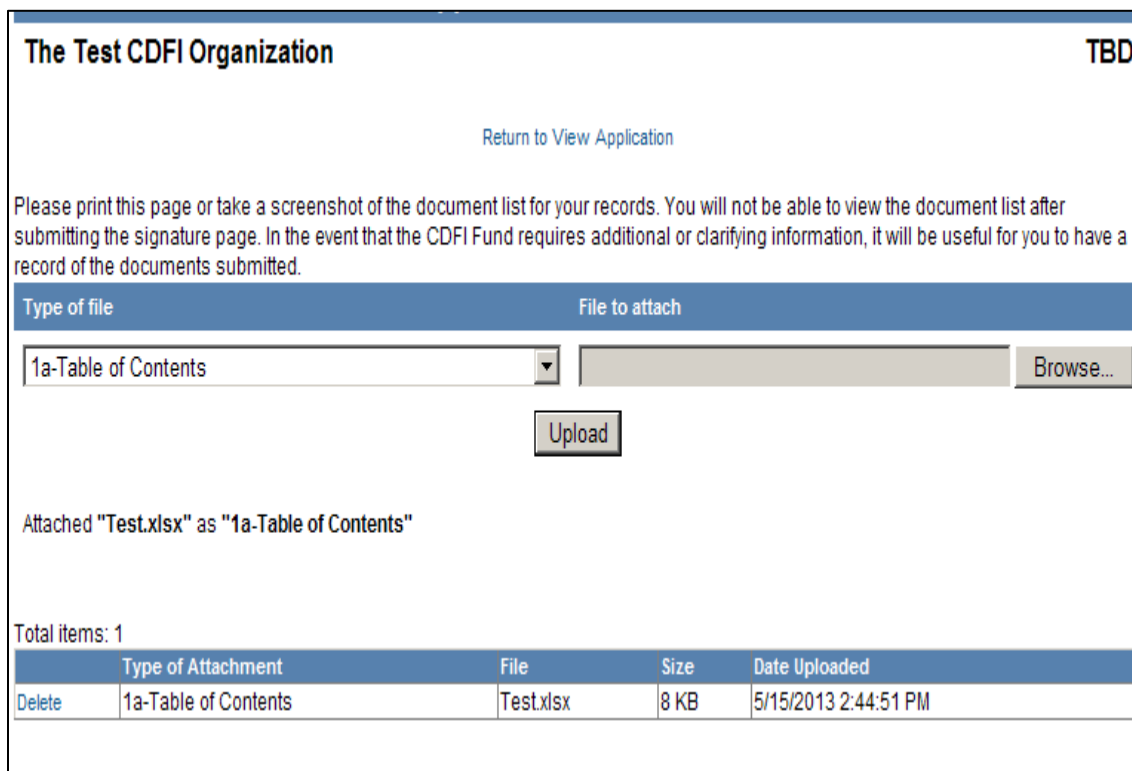 The Test CDFI Organization TBD
Return to View Application
Please print this page or take a screenshot of the document list for your records. You will not be able to view the document list after
submitting the signature page. In the event that the CDFI Fund requires additional or clarifying information, it will be useful for you to have a
record of the documents submitted.
Type of file File to attach
1a-Table of Contents Browse...
Upload
Attached "Test.xlsx" as "1a-Table of Contents"
Total items: 1
Type of Attachment File Size Date Uploaded
Delete 1a-Table of Contents Test.xlsx 8 KB 5/15/2013 2:44:51 PM